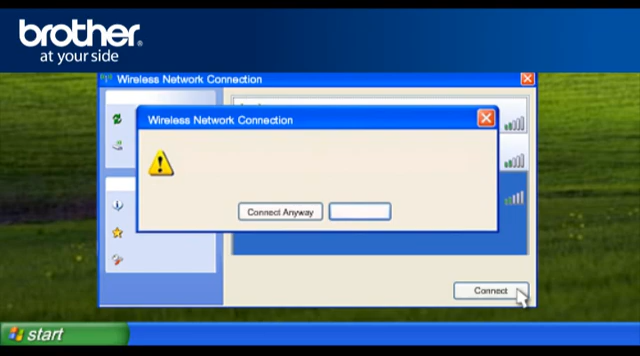 brother
at your side
Wireless Network Connection
Wireless Network Connection
Connect Anyway
Connect
start